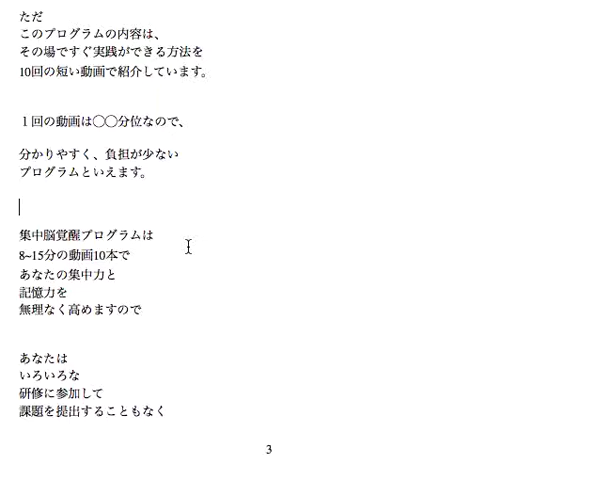 ただ
このプログラムの内容は、
その場ですぐ実践ができる方法を
10回の短い動画で紹介しています。
１回の動画は◯◯分位なので、
分かりやすく、負担が少ない
プログラムといえます。
集中脳覚醒プログラムは
8~15分の動画10本で
あなたの集中力と
記憶力を
無理なく高めますので
あなたは
いろいろな
研修に参加して
課題を提出することもなく
3